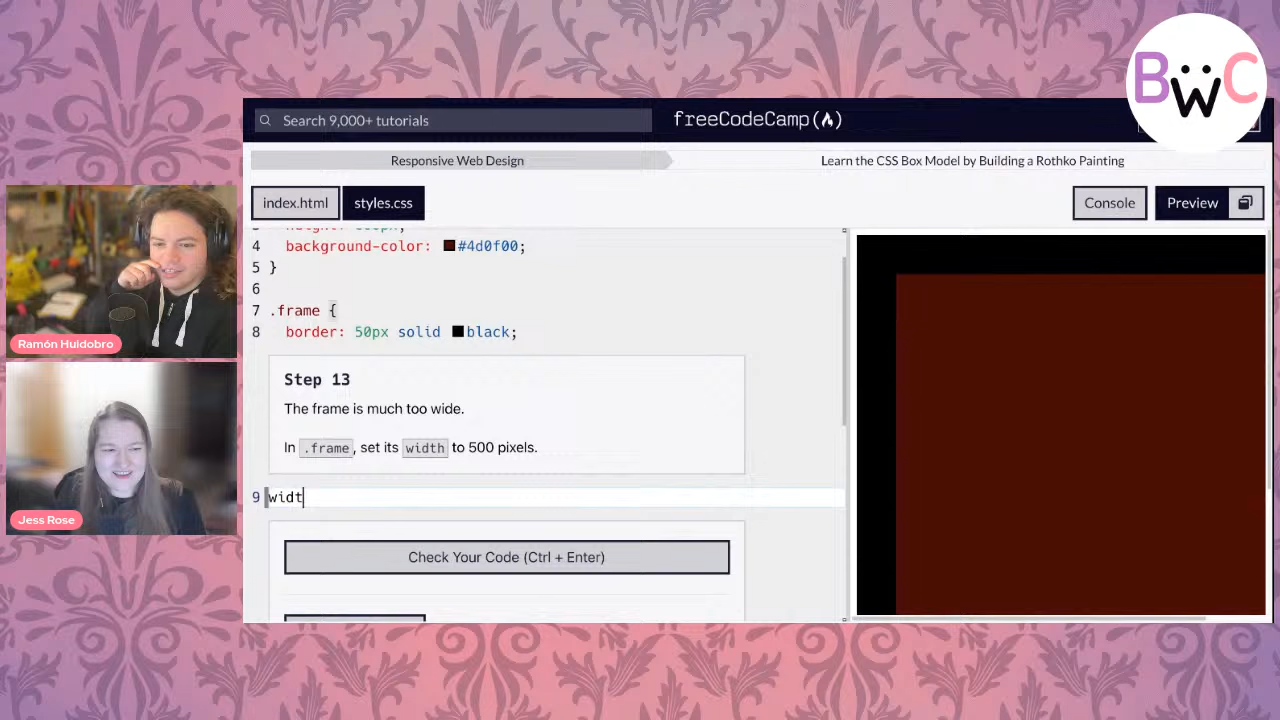 BWC
Search 9,000+ tutorials
freeCodeCamp
Responsive Web Design
Learn the CSS Box Model by Building a Rothko Painting
index.html
styles.css
Console
Preview
4 background-color: #4d0f00;
5 }
6
7 .frame {
8 border: 50px solid black;
Step 13
The frame is much too wide.
In .frame, set its width to 500 pixels.
9 widt
Check Your Code (Ctrl + Enter)
Ramón Huidobro
Jess Rose